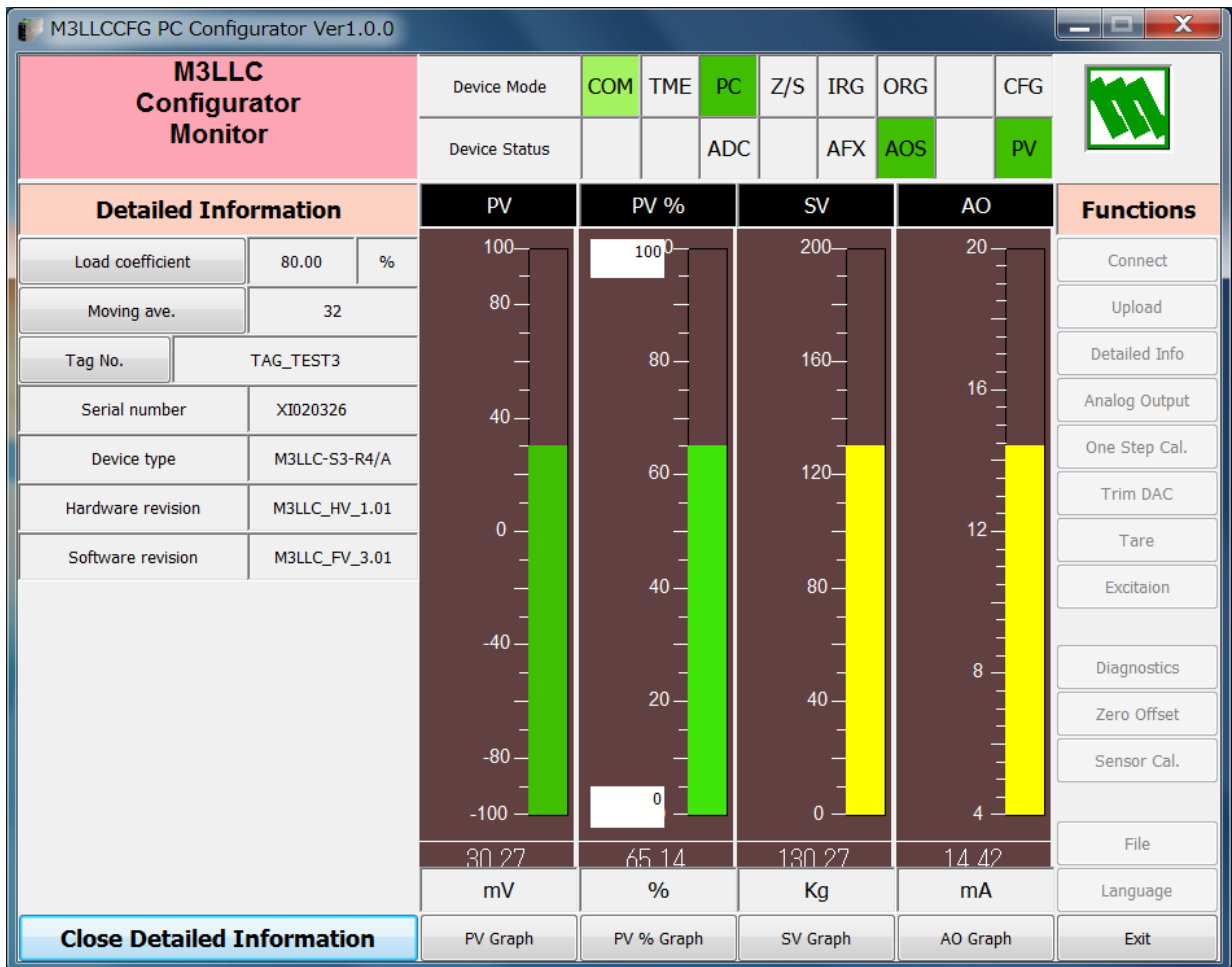 M3LLCCFG PC Configurator Ver1.0.0
M3LLC
Configurator
Monitor
Device Mode COM TME PC Z/S IRG ORG CFG
Device Status ADC AFX AOS PV
Detailed Information
Load coefficient 80.00 %
Moving ave. 32
Tag No. TAG_TEST3
Serial number XI020326
Device type M3LLC-S3-R4/A
Hardware revision M3LLC_HV_1.01
Software revision M3LLC_FV_3.01
Close Detailed Information
PV
100
80
40
0
-40
-80
-100
30.27
mV
PV Graph
PV %
100 0
80
60
40
20
0
65.14
%
PV % Graph
SV
200
160
120
80
40
0
130.27
Kg
SV Graph
AO
20
16
12
8
4
14.42
mA
AO Graph
Functions
Connect
Upload
Detailed Info
Analog Output
One Step Cal.
Trim DAC
Tare
Excitaion
Diagnostics
Zero Offset
Sensor Cal.
File
Language
Exit